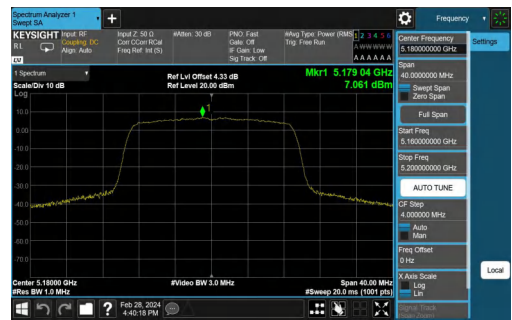 Spectrum Analyzer 1
Swept SA
Frequency
KEYSIGHT
RL
Input: RF
Coupling: DC
Align: Auto
Input Z: 50 Ω
Corr CCorr RCal
Freq Ref: Int (S)
#Atten: 30 dB
PNO: Fast
Gate: Off
IF Gain: Low
Sig Track: Off
#Avg Type: Power (RMS
Trig: Free Run
1 2 3 4 5 6
A W W W W W
A A A A A A
LV
1 Spectrum
Scale/Div 10 dB
Log
Ref Lvl Offset 4.33 dB
Ref Level 20.00 dBm
Mkr1 5.179 04 GHz
7.061 dBm
1
10.0
0.00
-10.0
-20.0
-30.0
-40.0
-50.0
-60.0
-70.0
Center 5.18000 GHz
#Res BW 1.0 MHz
#Video BW 3.0 MHz
Span 40.00 MHz
#Sweep 20.0 ms (1001 pts)
Center Frequency
5.180000000 GHz
Settings
Span
40.0000000 MHz
Swept Span
Zero Span
Full Span
Start Freq
5.160000000 GHz
Stop Freq
5.200000000 GHz
AUTO TUNE
CF Step
4.000000 MHz
Auto
Man
Freq Offset
0 Hz
X Axis Scale
Log
Lin
Local
Signal Track
(Span Zoom)
?
Feb 28, 2024
4:40:18 PM